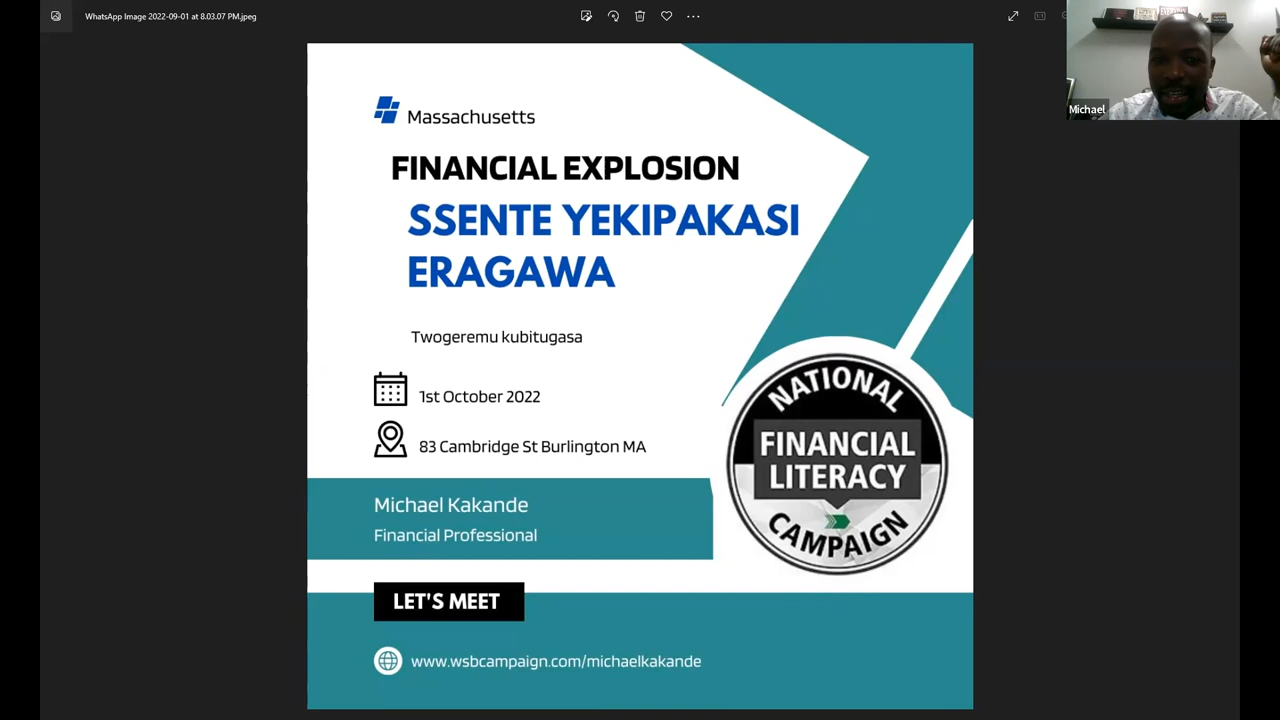 WhatsApp Image 2022-09-01 at 8.03.07 PM.jpeg
Michael
Massachusetts
FINANCIAL EXPLOSION
SSENTE YEKIPAKASI
ERAGAWA
Twogeremu kubitugasa
1st October 2022
83 Cambridge St Burlington MA
NATIONAL
FINANCIAL
LITERACY
CAMPAIGN
Michael Kakande
Financial Professional
LET'S MEET
www.wsbcampaign.com/michaelkakande